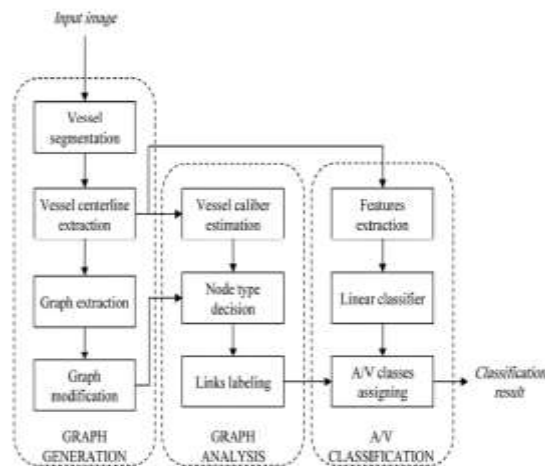 Input image
Vessel
segmentation
Vessel centerline
extraction
Graph extraction
Graph
modification
GRAPH
GENERATION
Vessel caliber
estimation
Node type
decision
Links labeling
GRAPH
ANALYSIS
Features
extraction
Linear classifier
A/V classes
assigning
A/V
CLASSIFICATION
Classification
result